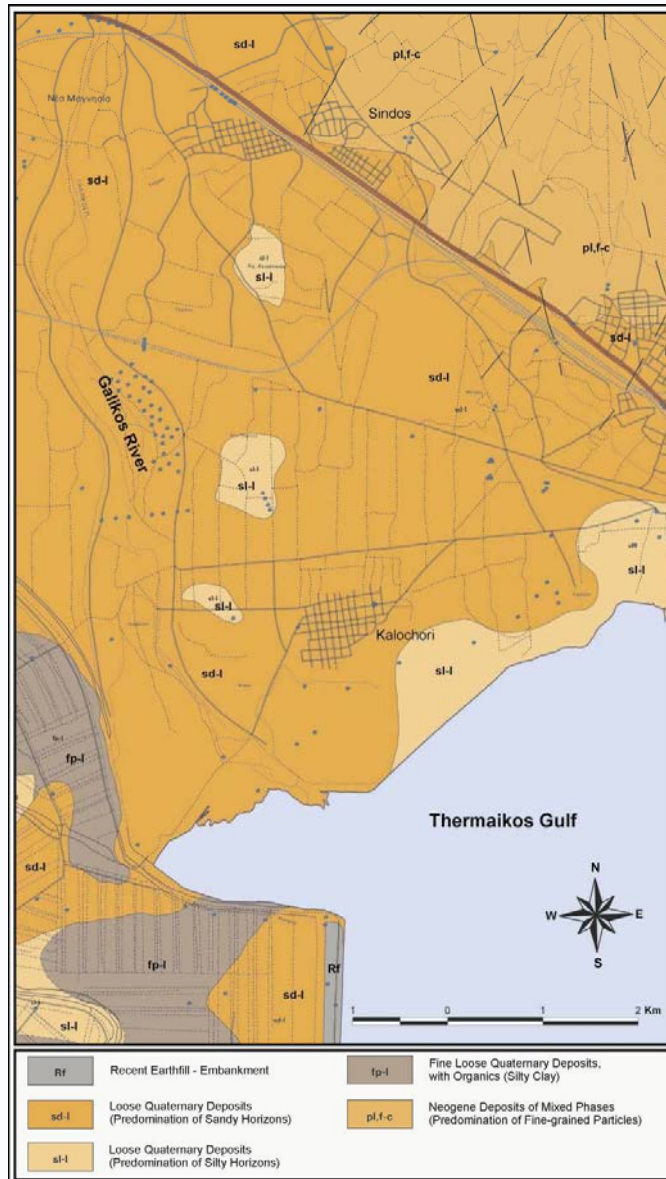 sd-l
pl,f-c
Νέα Μαγνησία
Sindos
sd-l
sl-l
pl,f-c
sd-l
sd-l
Galikos River
sl-l
sl-l
sl-l
Kalochori
sd-l
sl-l
fp-l
Thermaikos Gulf
sd-l
N
W E
S
fp-l
Rf
sd-l
sl-l
1 0 1 2 Km
Rf Recent Earthfill - Embankment
sd-l Loose Quaternary Deposits
(Predomination of Sandy Horizons)
sl-l Loose Quaternary Deposits
(Predomination of Silty Horizons)
fp-l Fine Loose Quaternary Deposits,
with Organics (Silty Clay)
pl,f-c Neogene Deposits of Mixed Phases
(Predomination of Fine-grained Particles)